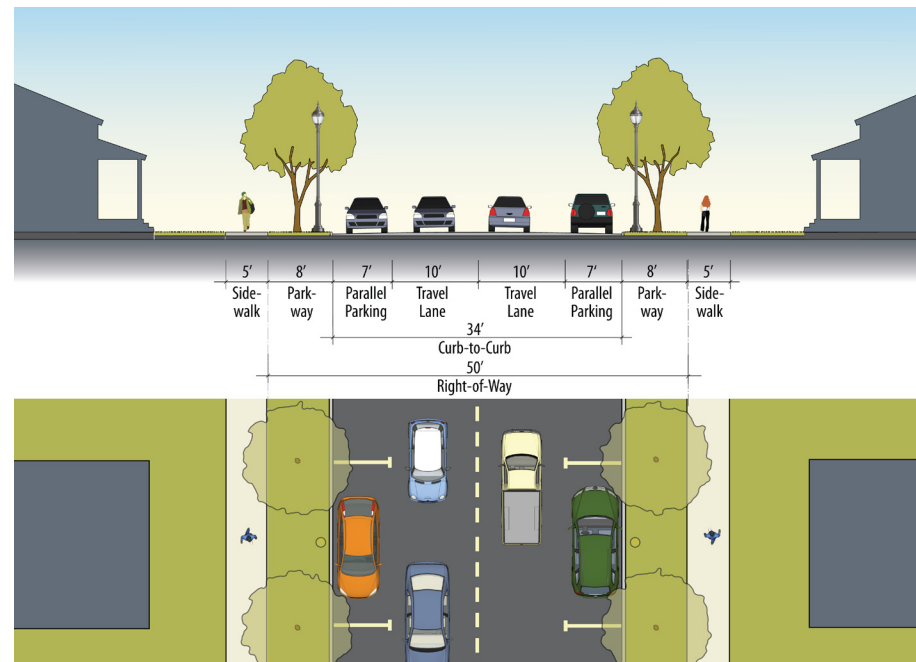 5’ 8’ 7’ 10’ 10’ 7’ 8’ 5’
Side- Park- Parallel Travel Travel Parallel Park- Side-
walk way Parking Lane Lane Parking way walk
34’
Curb-to-Curb
50’
Right-of-Way